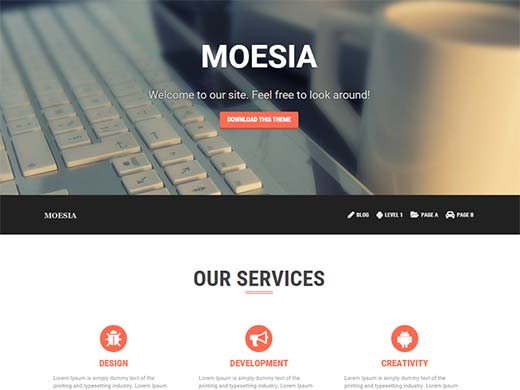 MOESIA
Welcome to our site. Feel free to look around!
DOWNLOAD THIS THEME
MOESIA
BLOG LEVEL 1 PAGE A PAGE B
OUR SERVICES
DESIGN DEVELOPMENT CREATIVITY
Lorem Ipsum is simply dummy text of the Lorem Ipsum is simply dummy text of the Lorem Ipsum is simply dummy text of the
printing and typesetting industry. Lorem Ipsum printing and typesetting industry. Lorem Ipsum printing and typesetting industry. Lorem Ipsum